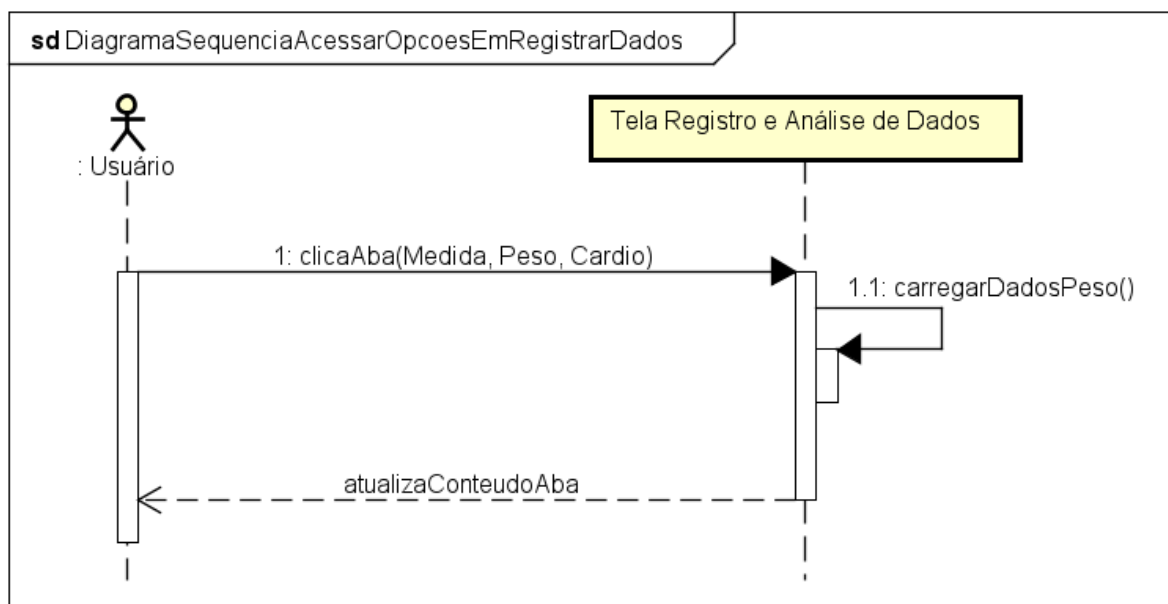 sd DiagramaSequenciaAcessarOpcoesEmRegistrarDados
Tela Registro e Análise de Dados
: Usuário
1: clicaAba(Medida, Peso, Cardio)
1.1: carregarDadosPeso()
atualizaConteudoAba